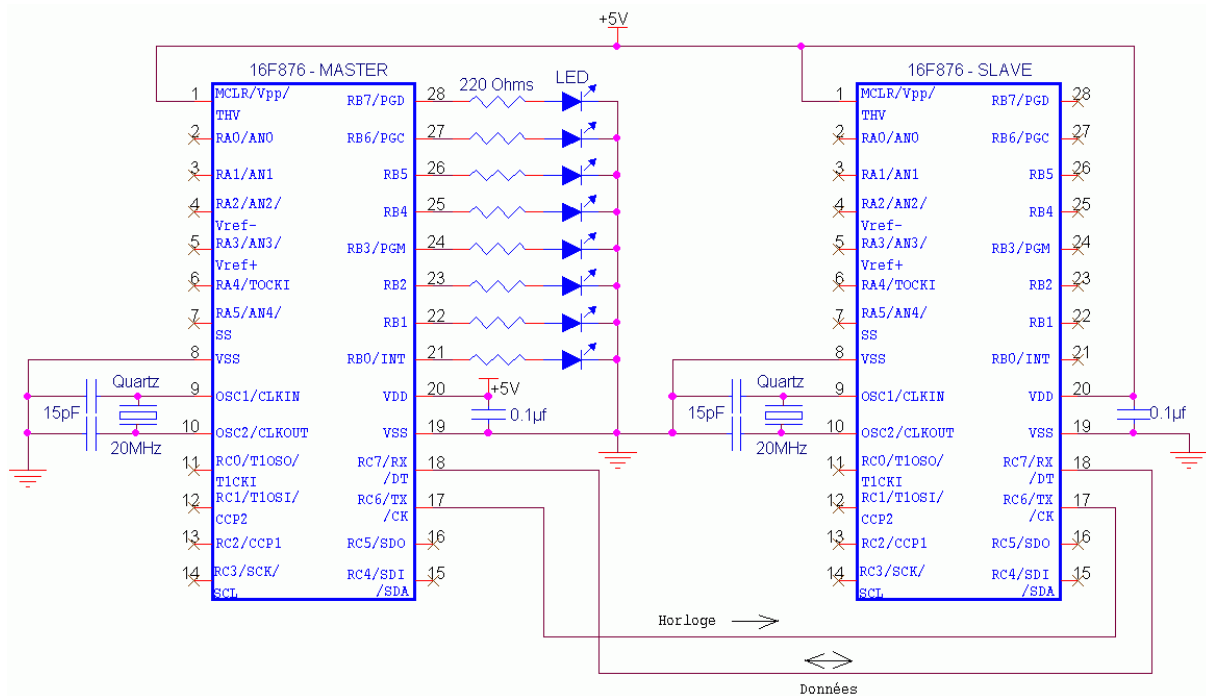 +5V
16F876 - MASTER
220 Ohms
LED
16F876 - SLAVE
1
MCLR/Vpp/
THV
RB7/PGD
28
2
RA0/AN0
RB6/PGC
27
3
RA1/AN1
RB5
26
4
RA2/AN2/
Vref-
RB4
25
5
RA3/AN3/
Vref+
RB3/PGM
24
6
RA4/TOCKI
RB2
23
7
RA5/AN4/
SS
RB1
22
8
VSS
RB0/INT
21
Quartz
9
OSC1/CLKIN
VDD
20
+5V
15pF
0.1µf
20MHz
10
OSC2/CLKOUT
VSS
19
11
RC0/T1OSO/
T1CKI
RC7/RX
/DT
18
12
RC1/T1OSI/
CCP2
RC6/TX
/CK
17
13
RC2/CCP1
RC5/SDO
16
14
RC3/SCK/
SCL
RC4/SDI
/SDA
15
1
MCLR/Vpp/
THV
RB7/PGD
28
2
RA0/AN0
RB6/PGC
27
3
RA1/AN1
RB5
26
4
RA2/AN2/
Vref-
RB4
25
5
RA3/AN3/
Vref+
RB3/PGM
24
6
RA4/TOCKI
RB2
23
7
RA5/AN4/
SS
RB1
22
8
VSS
RB0/INT
21
Quartz
9
OSC1/CLKIN
VDD
20
15pF
0.1µf
20MHz
10
OSC2/CLKOUT
VSS
19
11
RC0/T1OSO/
T1CKI
RC7/RX
/DT
18
12
RC1/T1OSI/
CCP2
RC6/TX
/CK
17
13
RC2/CCP1
RC5/SDO
16
14
RC3/SCK/
SCL
RC4/SDI
/SDA
15
Horloge
Données